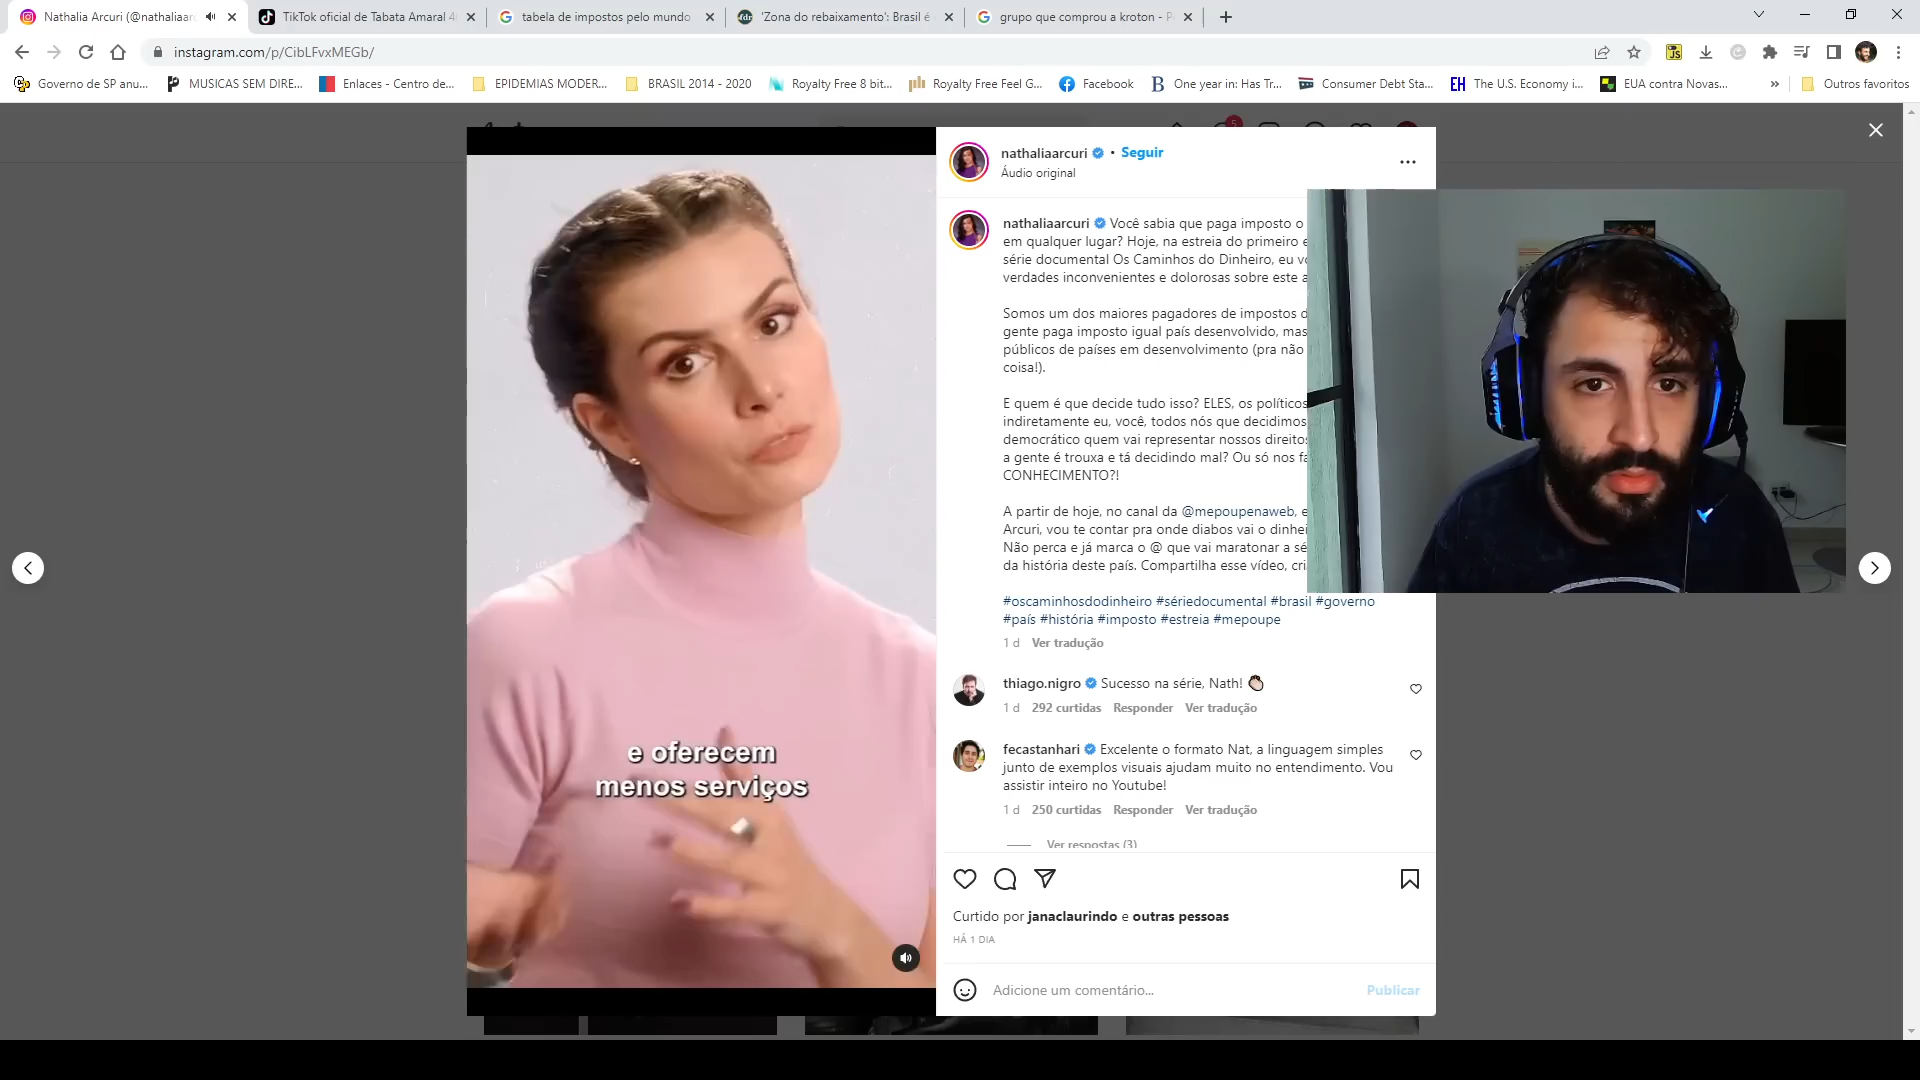 Nathalia Arcuri (@nathaliaar
TikTok oficial de Tabata Amaral 4
tabela de impostos pelo mundo
'Zona do rebaixamento': Brasil é
grupo que comprou a kroton - P
instagram.com/p/CibLFvxMEGb/
Governo de SP anu...
MUSICAS SEM DIRE...
Enlaces - Centro de...
EPIDEMIAS MODER...
BRASIL 2014 - 2020
Royalty Free 8 bit...
Royalty Free Feel G...
Facebook
One year in: Has Tr...
Consumer Debt Sta...
The U.S. Economy i...
EUA contra Novas...
Outros favoritos
5
nathaliaarcuri • Seguir
Áudio original
nathaliaarcuri Você sabia que paga imposto o
em qualquer lugar? Hoje, na estreia do primeiro e
série documental Os Caminhos do Dinheiro, eu vo
verdades inconvenientes e dolorosas sobre este a
Somos um dos maiores pagadores de impostos d
gente paga imposto igual país desenvolvido, mas
públicos de países em desenvolvimento (pra não
coisa!).
E quem é que decide tudo isso? ELES, os políticos
indiretamente eu, você, todos nós que decidimos,
democrático quem vai representar nossos direitos
a gente é trouxa e tá decidindo mal? Ou só nos fa
CONHECIMENTO?!
A partir de hoje, no canal da @mepoupenaweb, e
Arcuri, vou te contar pra onde diabos vai o dinhei
Não perca e já marca o @ que vai maratonar a sé
da história deste país. Compartilha esse vídeo, cri
#oscaminhosdodinheiro #sériedocumental #brasil #governo
#país #história #imposto #estreia #mepoupe
1 d Ver tradução
thiago.nigro Sucesso na série, Nath! 👏🏻
1 d 292 curtidas Responder Ver tradução
fecastanhari Excelente o formato Nat, a linguagem simples
junto de exemplos visuais ajudam muito no entendimento. Vou
assistir inteiro no Youtube!
1 d 250 curtidas Responder Ver tradução
Ver respostas (3)
Curtido por janaclaurindo e outras pessoas
HÁ 1 DIA
Adicione um comentário...
Publicar
e oferecem
menos serviços